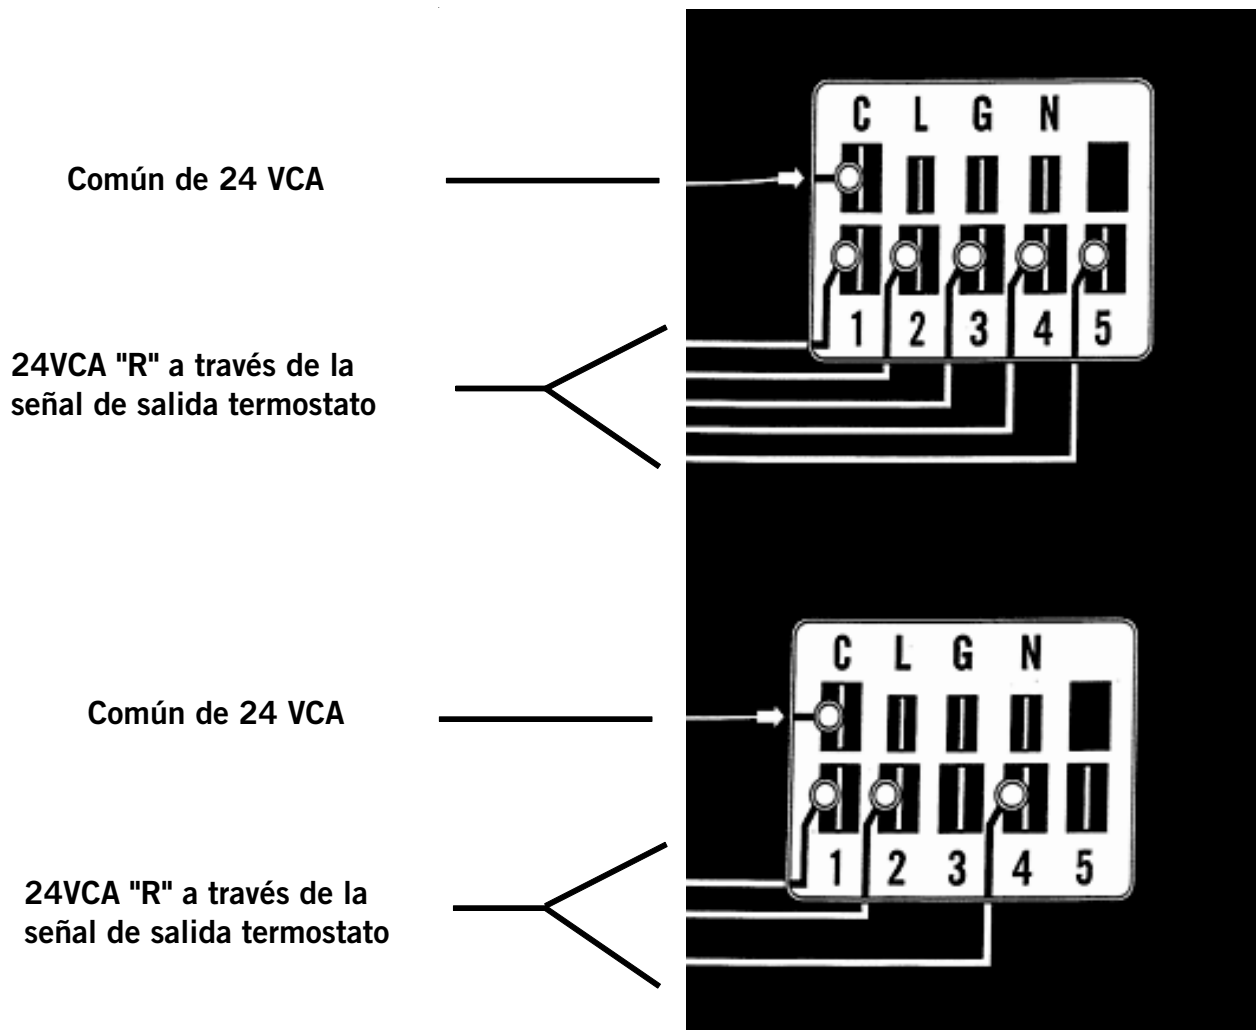 C L G N
Común de 24 VCA
1 2 3 4 5
24VCA "R" a través de la
señal de salida termostato
C L G N
Común de 24 VCA
1 2 3 4 5
24VCA "R" a través de la
señal de salida termostato